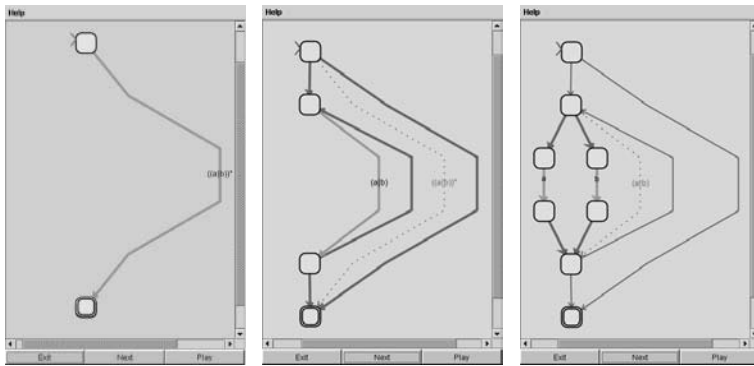 Help
((a|b))*
Exit Next Play
Help
(a|b) ((a|b))*
Exit Next Play
Help
a b (a|b)
Exit Next Play